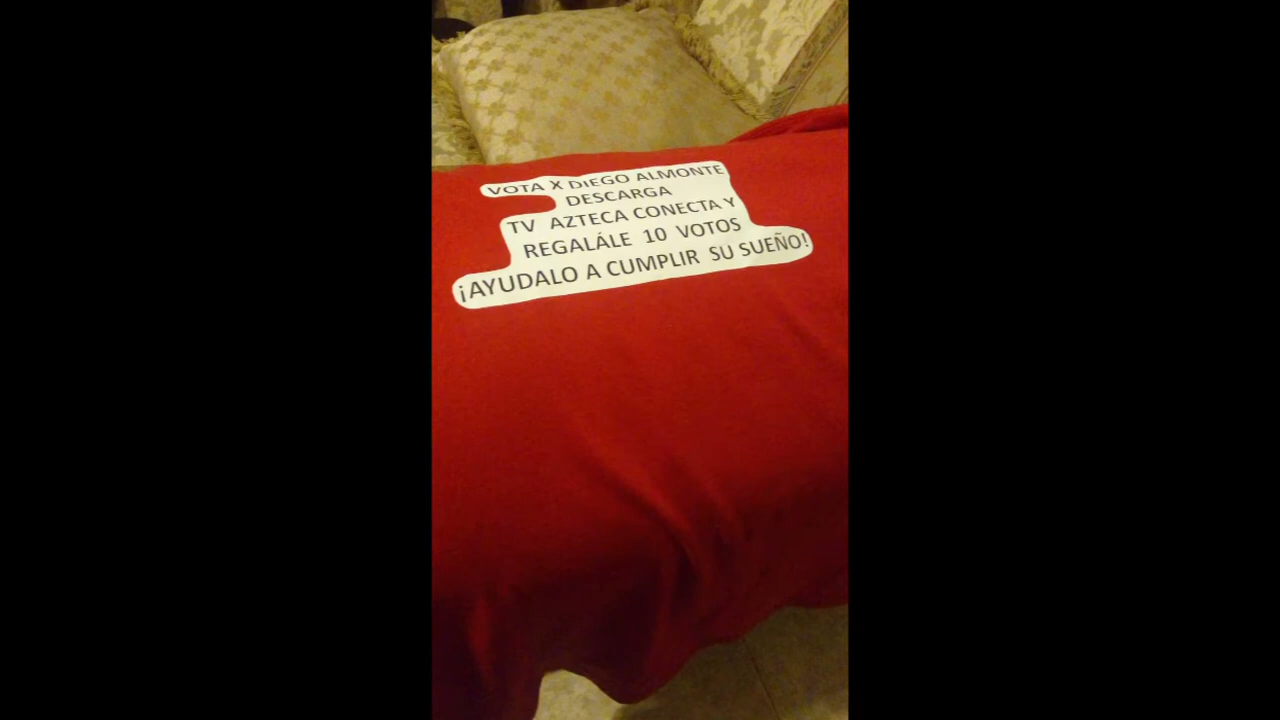 VOTA X DIEGO ALMONTE
DESCARGA
TV AZTECA CONECTA Y
REGALÁLE 10 VOTOS
¡AYUDALO A CUMPLIR SU SUEÑO!